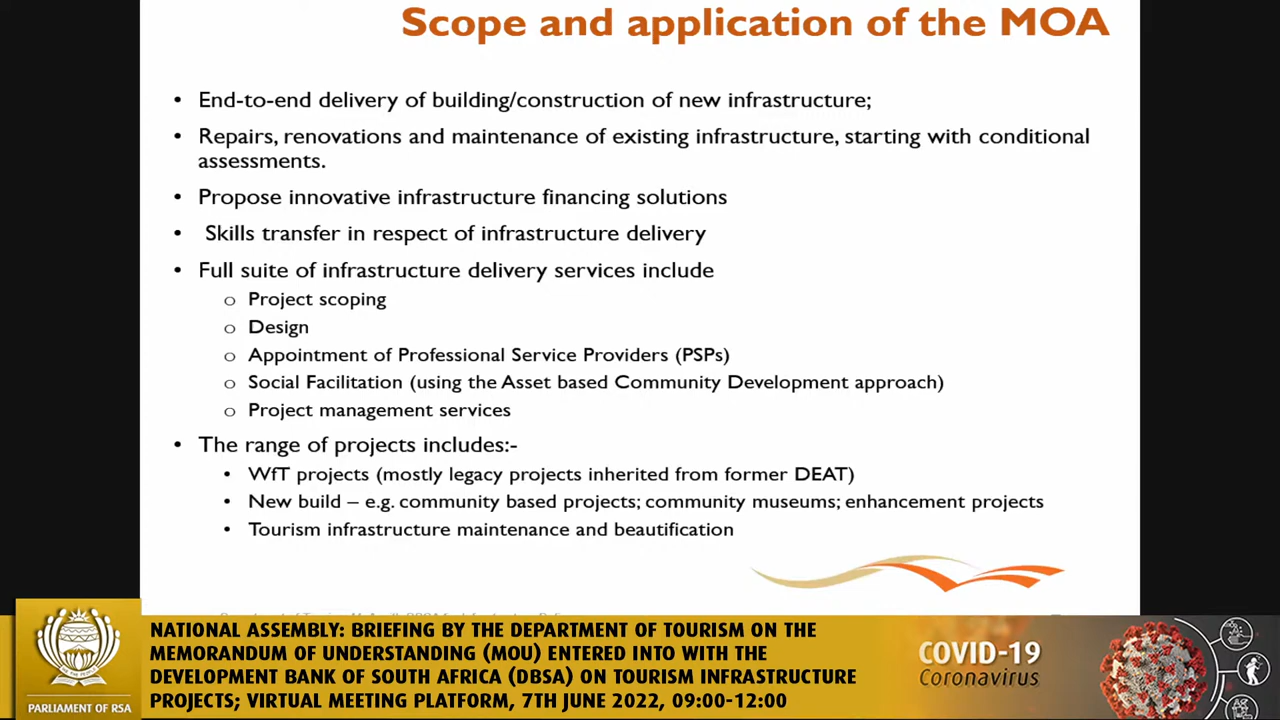 Scope and application of the MOA
• End-to-end delivery of building/construction of new infrastructure;
• Repairs, renovations and maintenance of existing infrastructure, starting with conditional
assessments.
• Propose innovative infrastructure financing solutions
• Skills transfer in respect of infrastructure delivery
• Full suite of infrastructure delivery services include
o Project scoping
o Design
o Appointment of Professional Service Providers (PSPs)
o Social Facilitation (using the Asset based Community Development approach)
o Project management services
• The range of projects includes:-
• WfT projects (mostly legacy projects inherited from former DEAT)
• New build – e.g. community based projects; community museums; enhancement projects
• Tourism infrastructure maintenance and beautification
NATIONAL ASSEMBLY: BRIEFING BY THE DEPARTMENT OF TOURISM ON THE
MEMORANDUM OF UNDERSTANDING (MOU) ENTERED INTO WITH THE
DEVELOPMENT BANK OF SOUTH AFRICA (DBSA) ON TOURISM INFRASTRUCTURE
PROJECTS; VIRTUAL MEETING PLATFORM, 7TH JUNE 2022, 09:00-12:00
PARLIAMENT OF RSA
COVID-19
Coronavirus